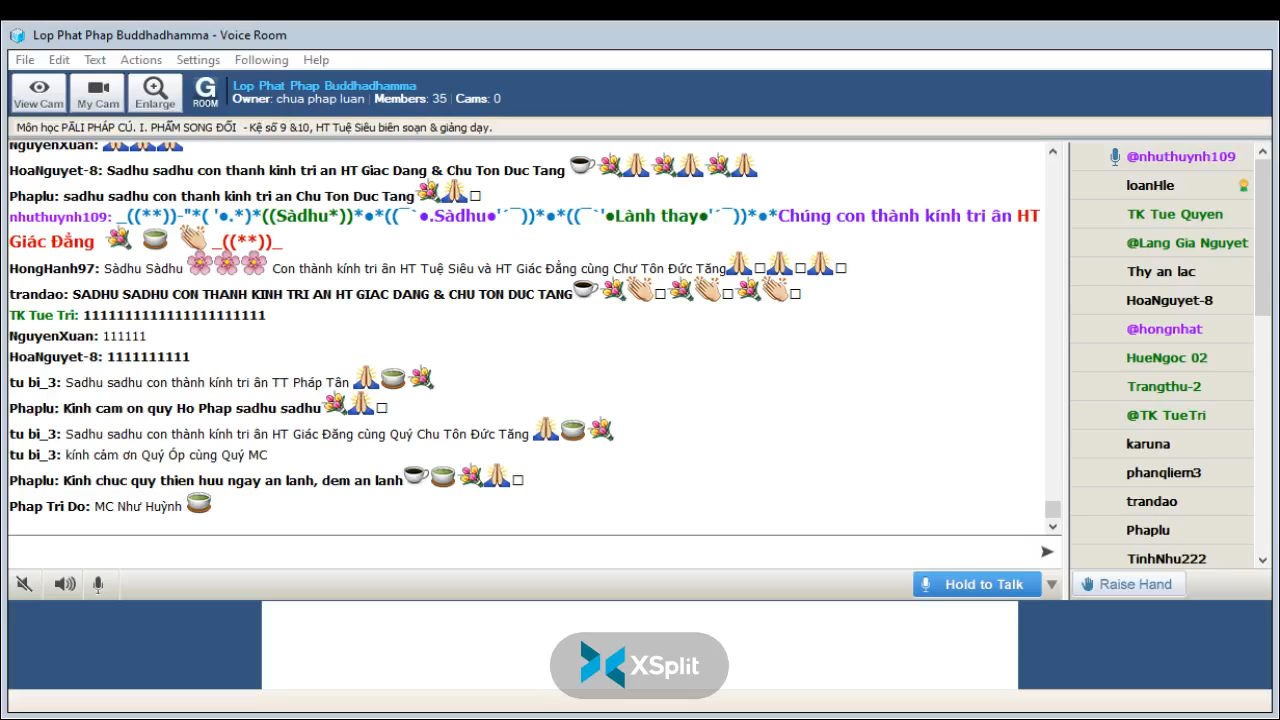 Lop Phat Phap Buddhadhamma - Voice Room
File Edit Text Actions Settings Following Help
View Cam My Cam Enlarge G ROOM
Lop Phat Phap Buddhadhamma
Owner: chua phap luan | Members: 35 | Cams: 0
Môn học PĀLI PHÁP CÚ. I. PHẨM SONG ĐỐI - Kệ số 9 &10, HT Tuệ Siêu biên soạn & giảng dạy.
NguyenXuan: 🙏🙏🙏
HoaNguyet-8: Sadhu sadhu con thanh kinh tri an HT Giac Dang & Chu Ton Duc Tang ☕💐🙏💐🙏💐🙏
Phaplu: sadhu sadhu con thanh kinh tri an Chu Ton Duc Tang💐🙏□
nhuthuynh109: _((**))-"*( '●.*)*((Sàdhu*))*●*((¯`●.Sàdhu●'´¯))*●*((¯`'●Lành thay●'´¯))*●*Chúng con thành kính tri ân HT
Giác Đẳng 💐 🍵 👏 _((**))_
HongHanh97: Sàdhu Sàdhu 🌸🌸🌸 Con thành kính tri ân HT Tuệ Siêu và HT Giác Đẳng cùng Chư Tôn Đức Tăng🙏□🙏□🙏□
trandao: SADHU SADHU CON THANH KINH TRI AN HT GIAC DANG & CHU TON DUC TANG☕💐👏□💐👏□💐👏□
TK Tue Tri: 1111111111111111111111
NguyenXuan: 111111
HoaNguyet-8: 1111111111
tu bi_3: Sadhu sadhu con thành kính tri ân TT Pháp Tân 🙏🍵💐
Phaplu: Kinh cam on quy Ho Phap sadhu sadhu💐🙏□
tu bi_3: Sadhu sadhu con thành kính tri ân HT Giác Đăng cùng Quý Chu Tôn Đức Tăng 🙏🍵💐
tu bi_3: kính cảm ơn Quý Óp cùng Quý MC
Phaplu: Kinh chuc quy thien huu ngay an lanh, dem an lanh☕🍵💐🙏□
Phap Tri Do: MC Như Huỳnh 🍵
@nhuthuynh109
loanHle
TK Tue Quyen
@Lang Gia Nguyet
Thy an lac
HoaNguyet-8
@hongnhat
HueNgoc 02
Trangthu-2
@TK TueTri
karuna
phanqliem3
trandao
Phaplu
TinhNhu222
Hold to Talk
Raise Hand
XSplit